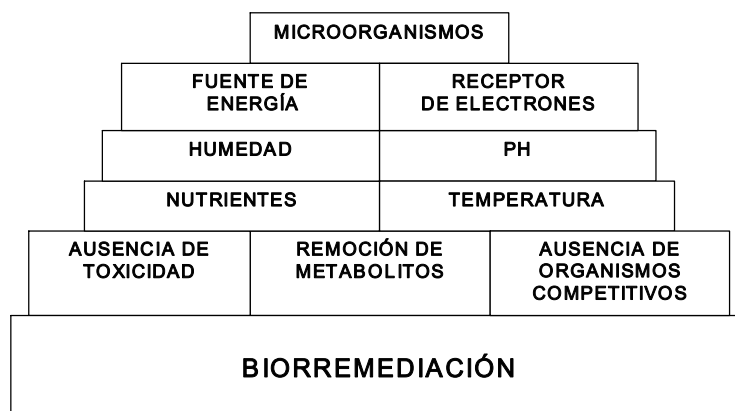 MICROORGANISMOS
FUENTE DE
ENERGÍA
RECEPTOR
DE ELECTRONES
HUMEDAD
PH
NUTRIENTES
TEMPERATURA
AUSENCIA DE
TOXICIDAD
REMOCIÓN DE
METABOLITOS
AUSENCIA DE
ORGANISMOS
COMPETITIVOS
BIORREMEDIACIÓN